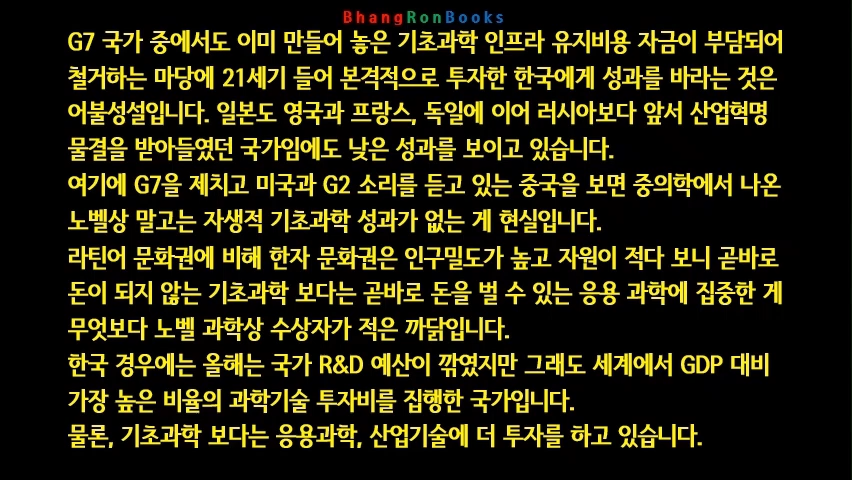 BhangRonBooks
G7 국가 중에서도 이미 만들어 놓은 기초과학 인프라 유지비용 자금이 부담되어
철거하는 마당에 21세기 들어 본격적으로 투자한 한국에게 성과를 바라는 것은
어불성설입니다. 일본도 영국과 프랑스, 독일에 이어 러시아보다 앞서 산업혁명
물결을 받아들였던 국가임에도 낮은 성과를 보이고 있습니다.
여기에 G7을 제치고 미국과 G2 소리를 듣고 있는 중국을 보면 중의학에서 나온
노벨상 말고는 자생적 기초과학 성과가 없는 게 현실입니다.
라틴어 문화권에 비해 한자 문화권은 인구밀도가 높고 자원이 적다 보니 곧바로
돈이 되지 않는 기초과학 보다는 곧바로 돈을 벌 수 있는 응용 과학에 집중한 게
무엇보다 노벨 과학상 수상자가 적은 까닭입니다.
한국 경우에는 올해는 국가 R&D 예산이 깎였지만 그래도 세계에서 GDP 대비
가장 높은 비율의 과학기술 투자비를 집행한 국가입니다.
물론, 기초과학 보다는 응용과학, 산업기술에 더 투자를 하고 있습니다.